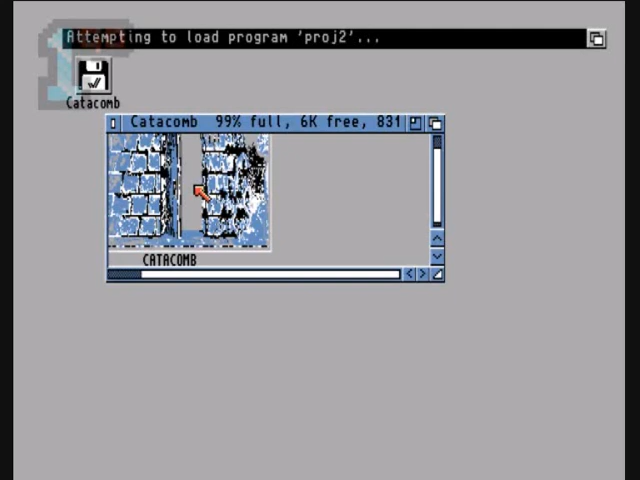 Attempting to load program 'proj2'...
Catacomb
Catacomb 99% full, 6K free, 831
CATACOMB